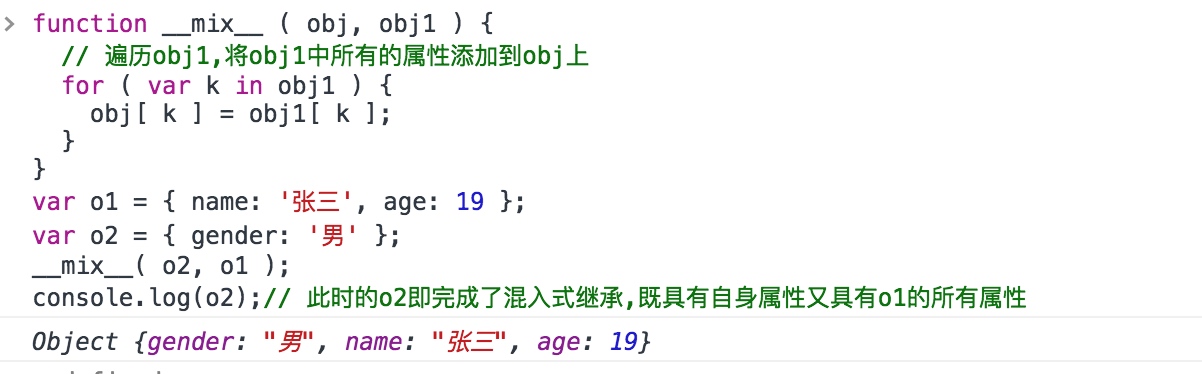 > function __mix__ ( obj, obj1 ) {
// 遍历obj1,将obj1中所有的属性添加到obj上
for ( var k in obj1 ) {
obj[ k ] = obj1[ k ];
}
}
var o1 = { name: '张三', age: 19 };
var o2 = { gender: '男' };
__mix__( o2, o1 );
console.log(o2);// 此时的o2即完成了混入式继承,既具有自身属性又具有o1的所有属性
Object {gender: "男", name: "张三", age: 19}